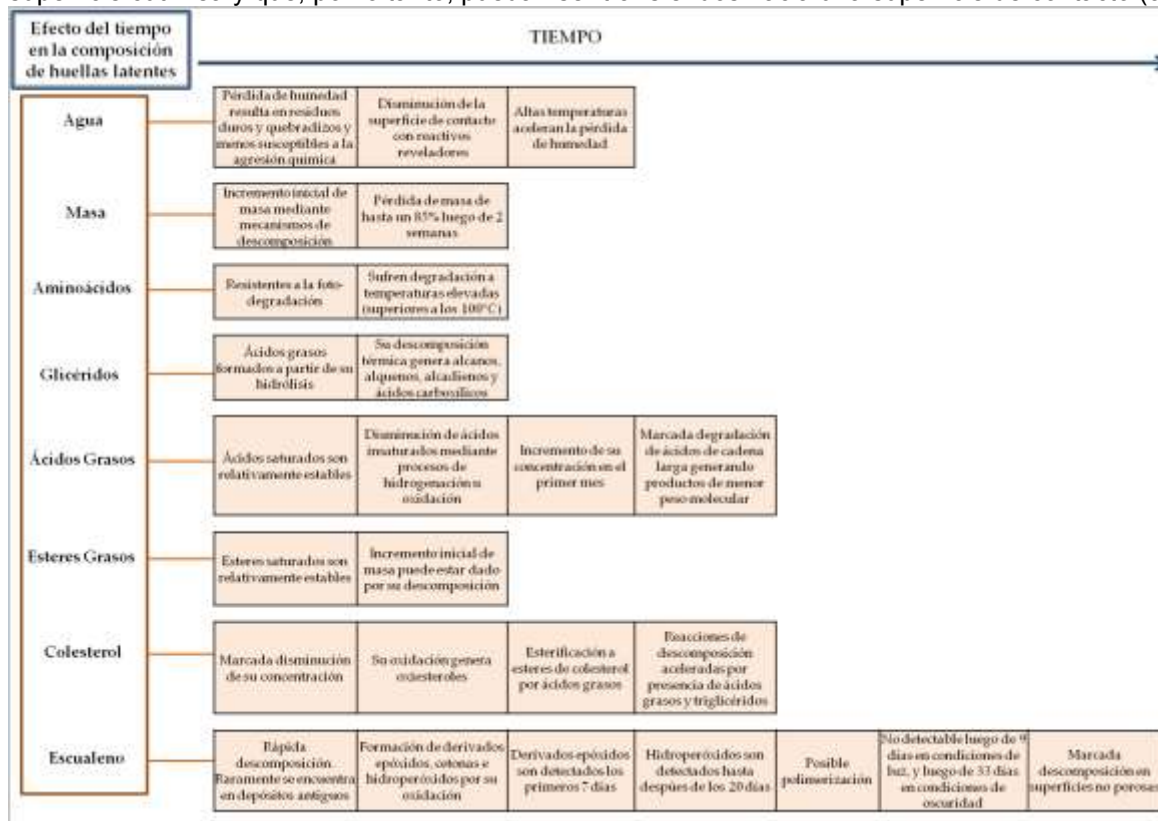 Efecto del tiempo
en la composición
de huellas latentes
TIEMPO
Agua
Pérdida de humedad
resulta en residuos
duros y quebradizos y
menos susceptibles a la
agresión química
Disminución de la
superficie de contacto
con reactivos
reveladores
Altas temperaturas
aceleran la pérdida
de humedad
Masa
Incremento inicial de
masa mediante
mecanismos de
descomposición
Pérdida de masa de
hasta un 85% luego de 2
semanas
Aminoácidos
Resistentes a la foto-
degradación
Sufren degradación a
temperaturas elevadas
(superiores a los 100°C)
Glicéridos
Ácidos grasos
formados a partir de su
hidrólisis
Su descomposición
térmica genera alcanos,
alquenos, alcadienos y
ácidos carboxílicos
Ácidos Grasos
Ácidos saturados son
relativamente estables
Disminución de ácidos
insaturados mediante
procesos de
hidrogenación u
oxidación
Incremento de su
concentración en el
primer mes
Marcada degradación
de ácidos de cadena
larga generando
productos de menor
peso molecular
Esteres Grasos
Esteres saturados son
relativamente estables
Incremento inicial de
masa puede estar dado
por su descomposición
Colesterol
Marcada disminución
de su concentración
Su oxidación genera
oxiesteroles
Esterificación a
esteres de colesterol
por ácidos grasos
Reacciones de
descomposición
aceleradas por
presencia de ácidos
grasos y triglicéridos
Escualeno
Rápida
descomposición.
Raramente se encuentra
en depósitos antiguos
Formación de derivados
epóxidos, cetonas e
hidroperóxidos por su
oxidación
Derivados epóxidos
son detectados los
primeros 7 días
Hidroperóxidos son
detectados hasta
después de los 20 días
Posible
polimerización
No detectable luego de 9
días en condiciones de
luz, y luego de 33 días
en condiciones de
oscuridad
Marcada
descomposición en
superficies no porosas